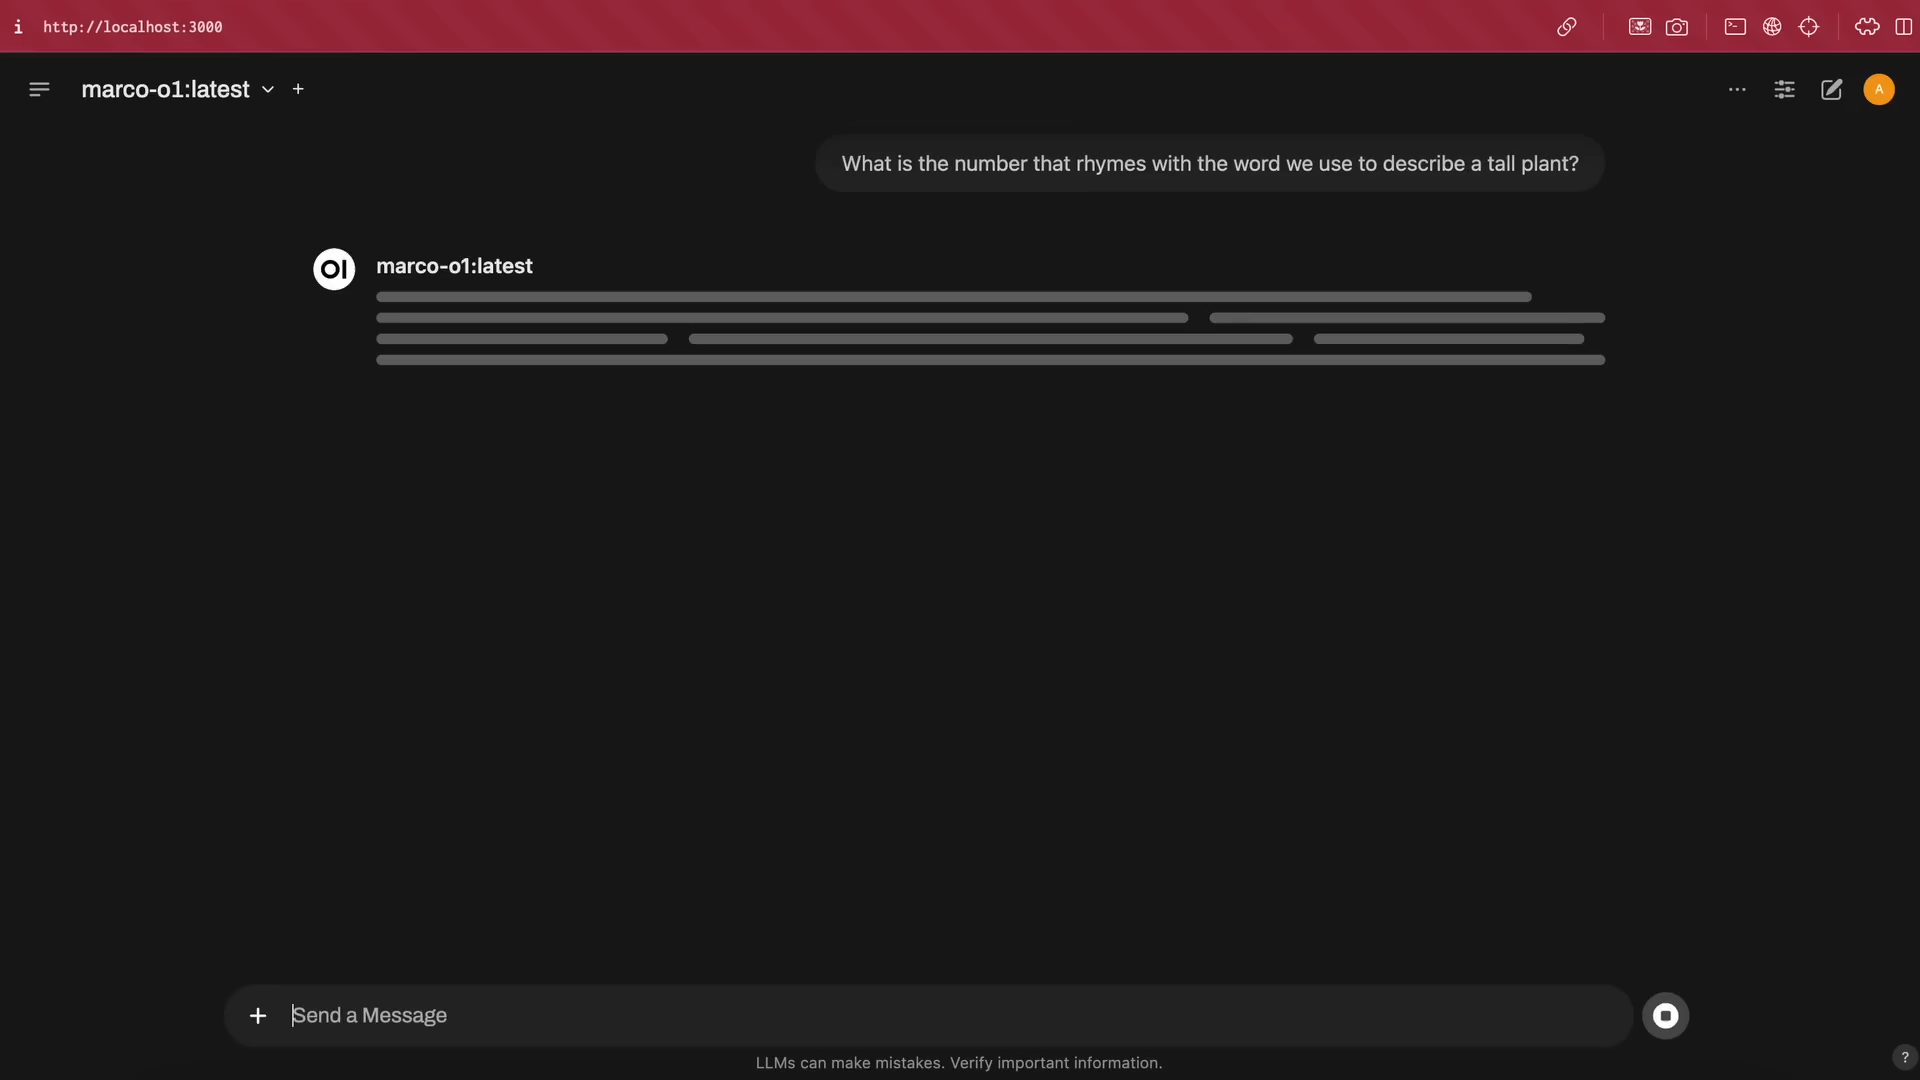 i http://localhost:3000
marco-o1:latest
A
What is the number that rhymes with the word we use to describe a tall plant?
OI marco-o1:latest
Send a Message
LLMs can make mistakes. Verify important information.
?